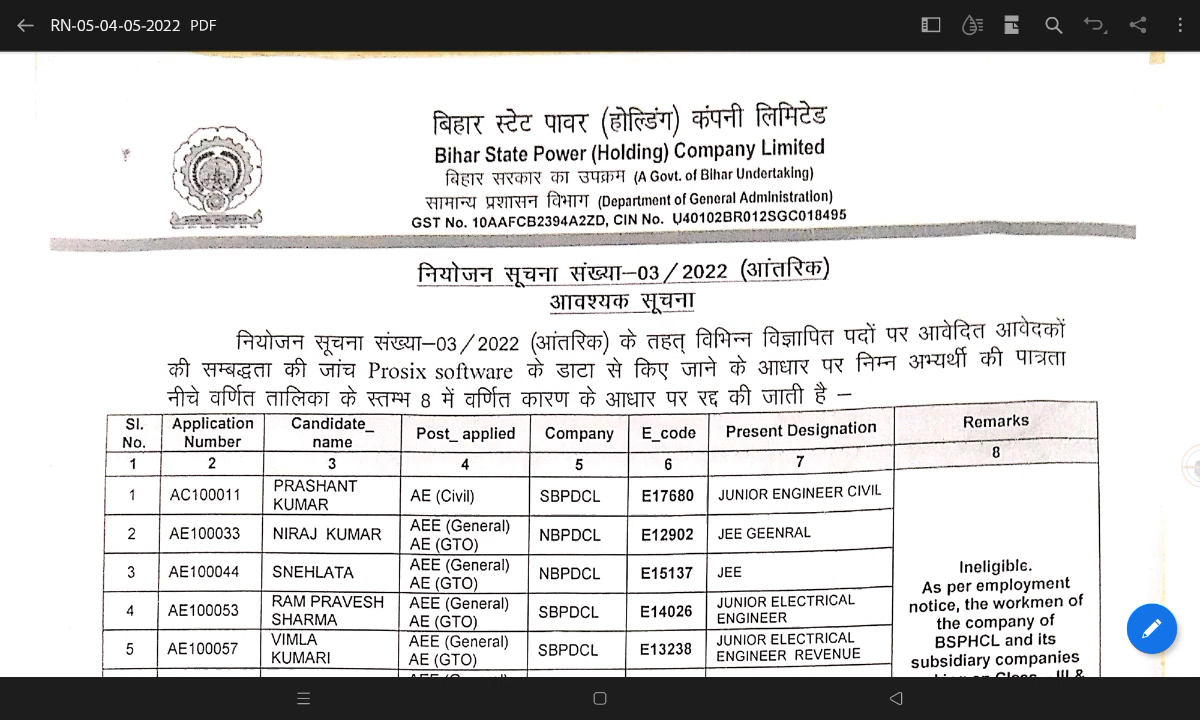 RN-05-04-05-2022 PDF
बिहार स्टेट पावर (होल्डिंग) कंपनी लिमिटेड
Bihar State Power (Holding) Company Limited
बिहार सरकार का उपक्रम (A Govt. of Bihar Undertaking)
सामान्य प्रशासन विभाग (Department of General Administration)
GST No. 10AAFCB2394A2ZD, CIN No. U40102BR012SGC018495
नियोजन सूचना संख्या–03/2022 (आंतरिक)
आवश्यक सूचना
नियोजन सूचना संख्या–03/2022 (आंतरिक) के तहत् विभिन्न विज्ञापित पदों पर आवेदित आवेदकों
की सम्बद्धता की जांच Prosix software के डाटा से किए जाने के आधार पर निम्न अभ्यर्थी की पात्रता
नीचे वर्णित तालिका के स्तम्भ 8 में वर्णित कारण के आधार पर रद्द की जाती है –
Sl. No. Application Number Candidate_ name Post_ applied Company E_code Present Designation Remarks
1 2 3 4 5 6 7 8
1 AC100011 PRASHANT KUMAR AE (Civil) SBPDCL E17680 JUNIOR ENGINEER CIVIL
2 AE100033 NIRAJ KUMAR AEE (General) AE (GTO) NBPDCL E12902 JEE GEENRAL
3 AE100044 SNEHLATA AEE (General) AE (GTO) NBPDCL E15137 JEE
4 AE100053 RAM PRAVESH SHARMA AEE (General) AE (GTO) SBPDCL E14026 JUNIOR ELECTRICAL ENGINEER
5 AE100057 VIMLA KUMARI AEE (General) AE (GTO) SBPDCL E13238 JUNIOR ELECTRICAL ENGINEER REVENUE
Ineligible.
As per employment
notice, the workmen of
the company of
BSPHCL and its
subsidiary companies